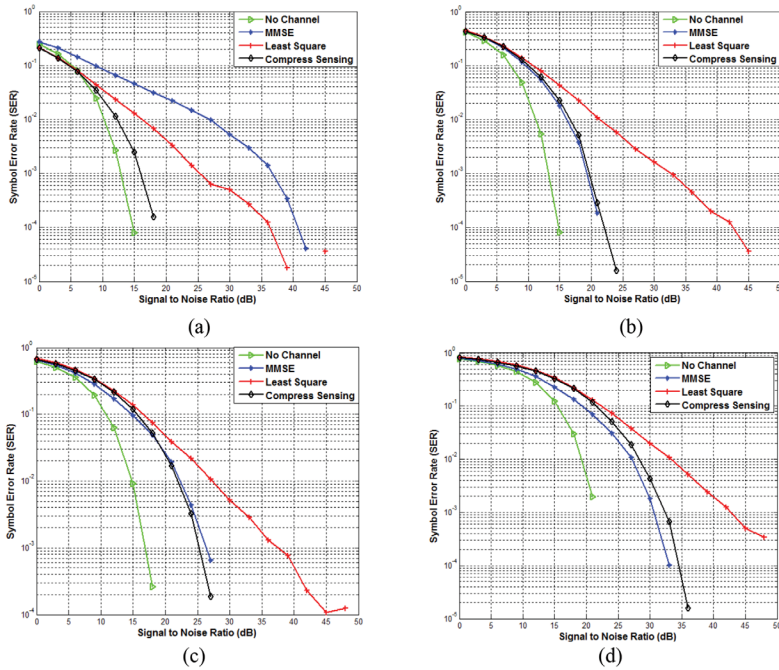 No Channel
MMSE
Least Square
Compress Sensing
Symbol Error Rate (SER)
10^0
10^-1
10^-2
10^-3
10^-4
10^-5
0 5 10 15 20 25 30 35 40 45 50
Signal to Noise Ratio (dB)
(a)
No Channel
MMSE
Least Square
Compress Sensing
Symbol Error Rate (SER)
10^0
10^-1
10^-2
10^-3
10^-4
10^-5
0 5 10 15 20 25 30 35 40 45 50
Signal to Noise Ratio (dB)
(b)
No Channel
MMSE
Least Square
Compress Sensing
Symbol Error Rate (SER)
10^0
10^-1
10^-2
10^-3
10^-4
0 5 10 15 20 25 30 35 40 45 50
Signal to Noise Ratio (dB)
(c)
No Channel
MMSE
Least Square
Compress Sensing
Symbol Error Rate (SER)
10^0
10^-1
10^-2
10^-3
10^-4
10^-5
0 5 10 15 20 25 30 35 40 45 50
Signal to Noise Ratio (dB)
(d)